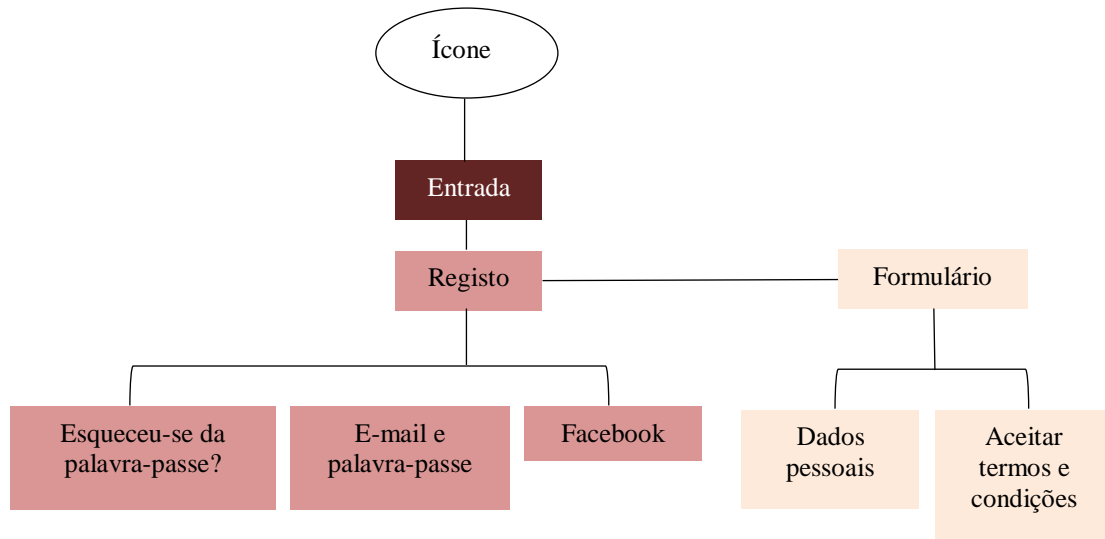 Ícone
Entrada
Registo
Formulário
Esqueceu-se da
palavra-passe?
E-mail e
palavra-passe
Facebook
Dados
pessoais
Aceitar
termos e
condições